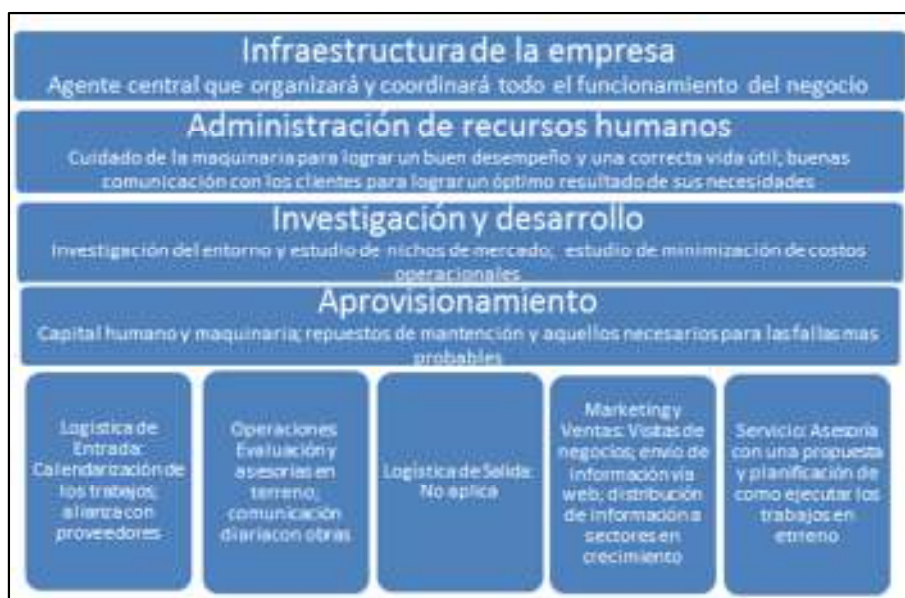 Infraestructura de la empresa
Agente central que organizará y coordinará todo el funcionamiento del negocio
Administración de recursos humanos
Cuidado de la maquinaria para lograr un buen desempeño y una correcta vida útil; buenas
comunicación con los clientes para lograr un óptimo resultado de sus necesidades
Investigación y desarrollo
Investigación del entorno y estudio de nichos de mercado; estudio de minimización de costos
operacionales
Aprovisionamiento
Capital humano y maquinaria; repuestos de mantención y aquellos necesarios para las fallas mas
probables
Logística de
Entrada:
Calendarización de
los trabajos;
alianza con
proveedores
Operaciones
Evaluación y
asesorías en
terreno;
comunicación
diaria con obras
Logística de Salida:
No aplica
Marketing y
Ventas: Visitas de
negocios; envío de
información vía
web; distribución
de información a
sectores en
crecimiento
Servicio: Asesoría
con una propuesta
y planificación de
como ejecutar los
trabajos en
etrreno